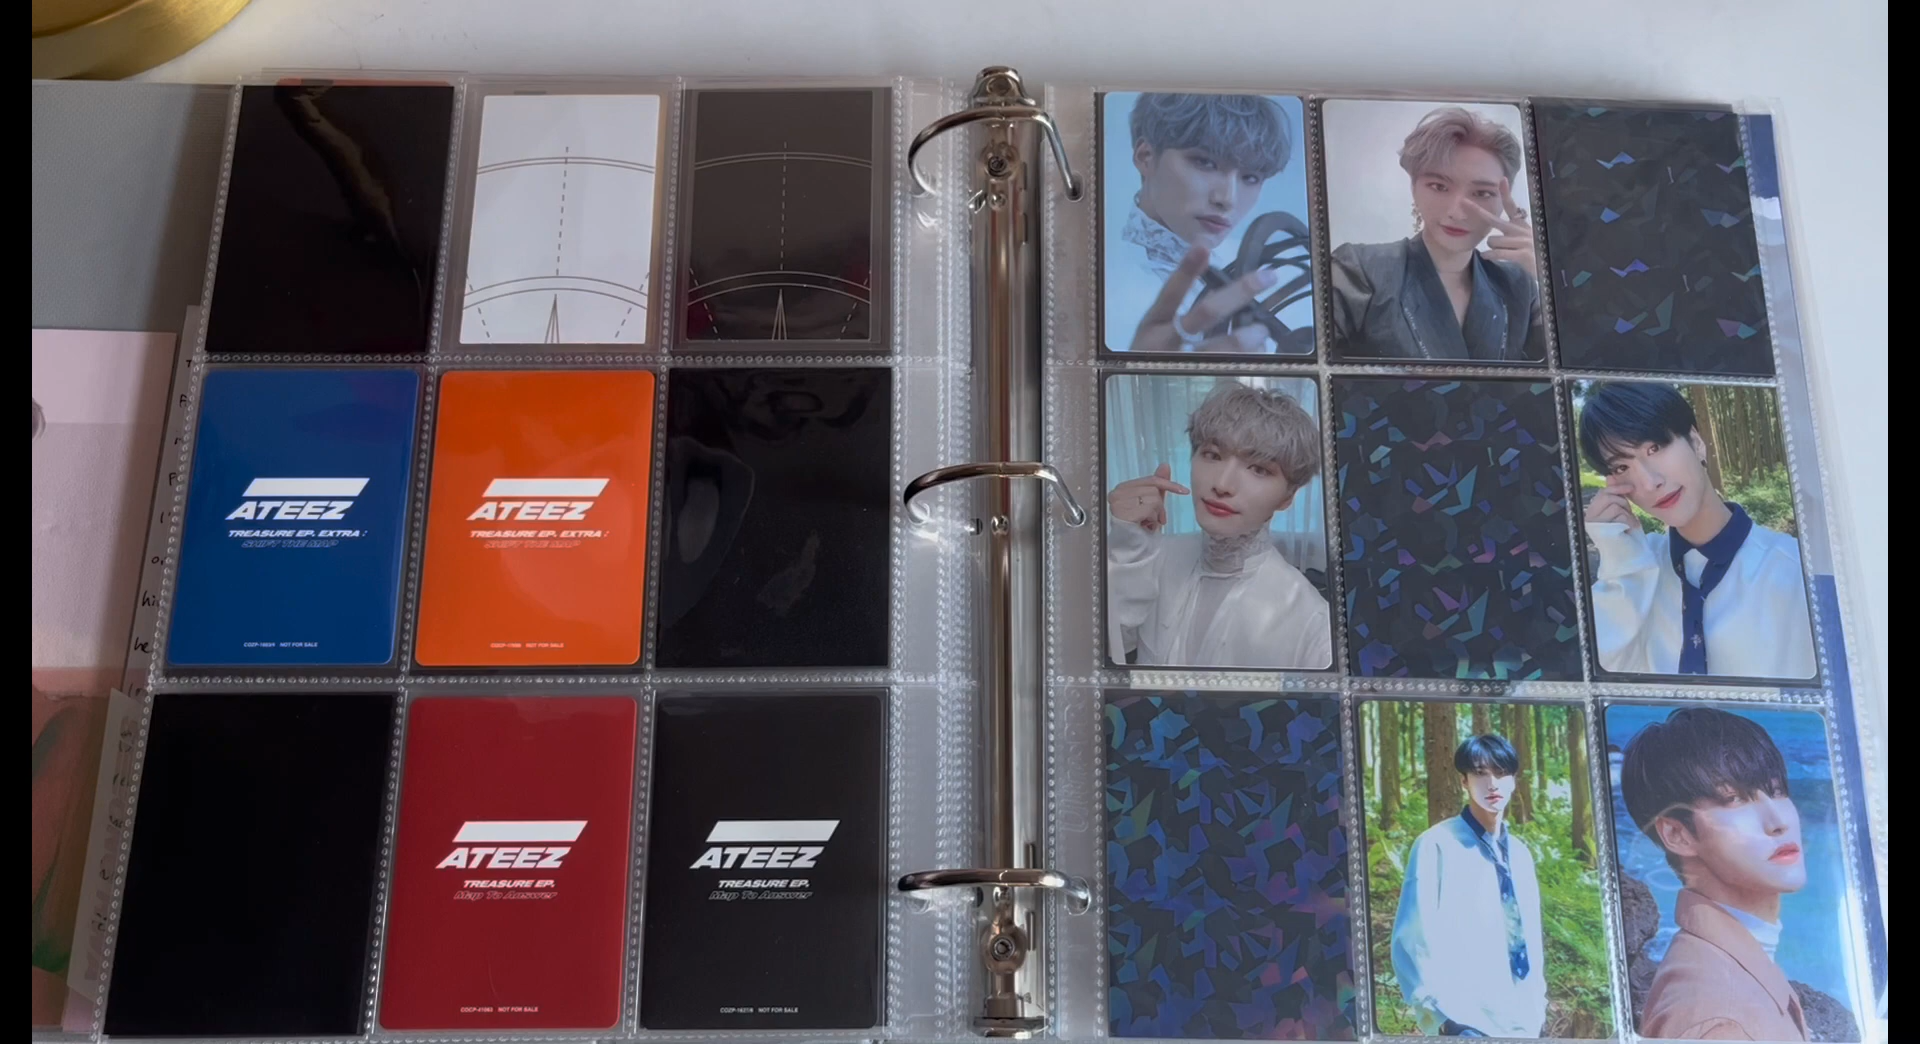 ATEEZ
TREASURE EP. EXTRA :
SHIFT THE MAP
NOT FOR SALE
ATEEZ
TREASURE EP. EXTRA :
SHIFT THE MAP
NOT FOR SALE
ATEEZ
TREASURE EP.
Map To Answer
NOT FOR SALE
ATEEZ
TREASURE EP.
Map To Answer
NOT FOR SALE